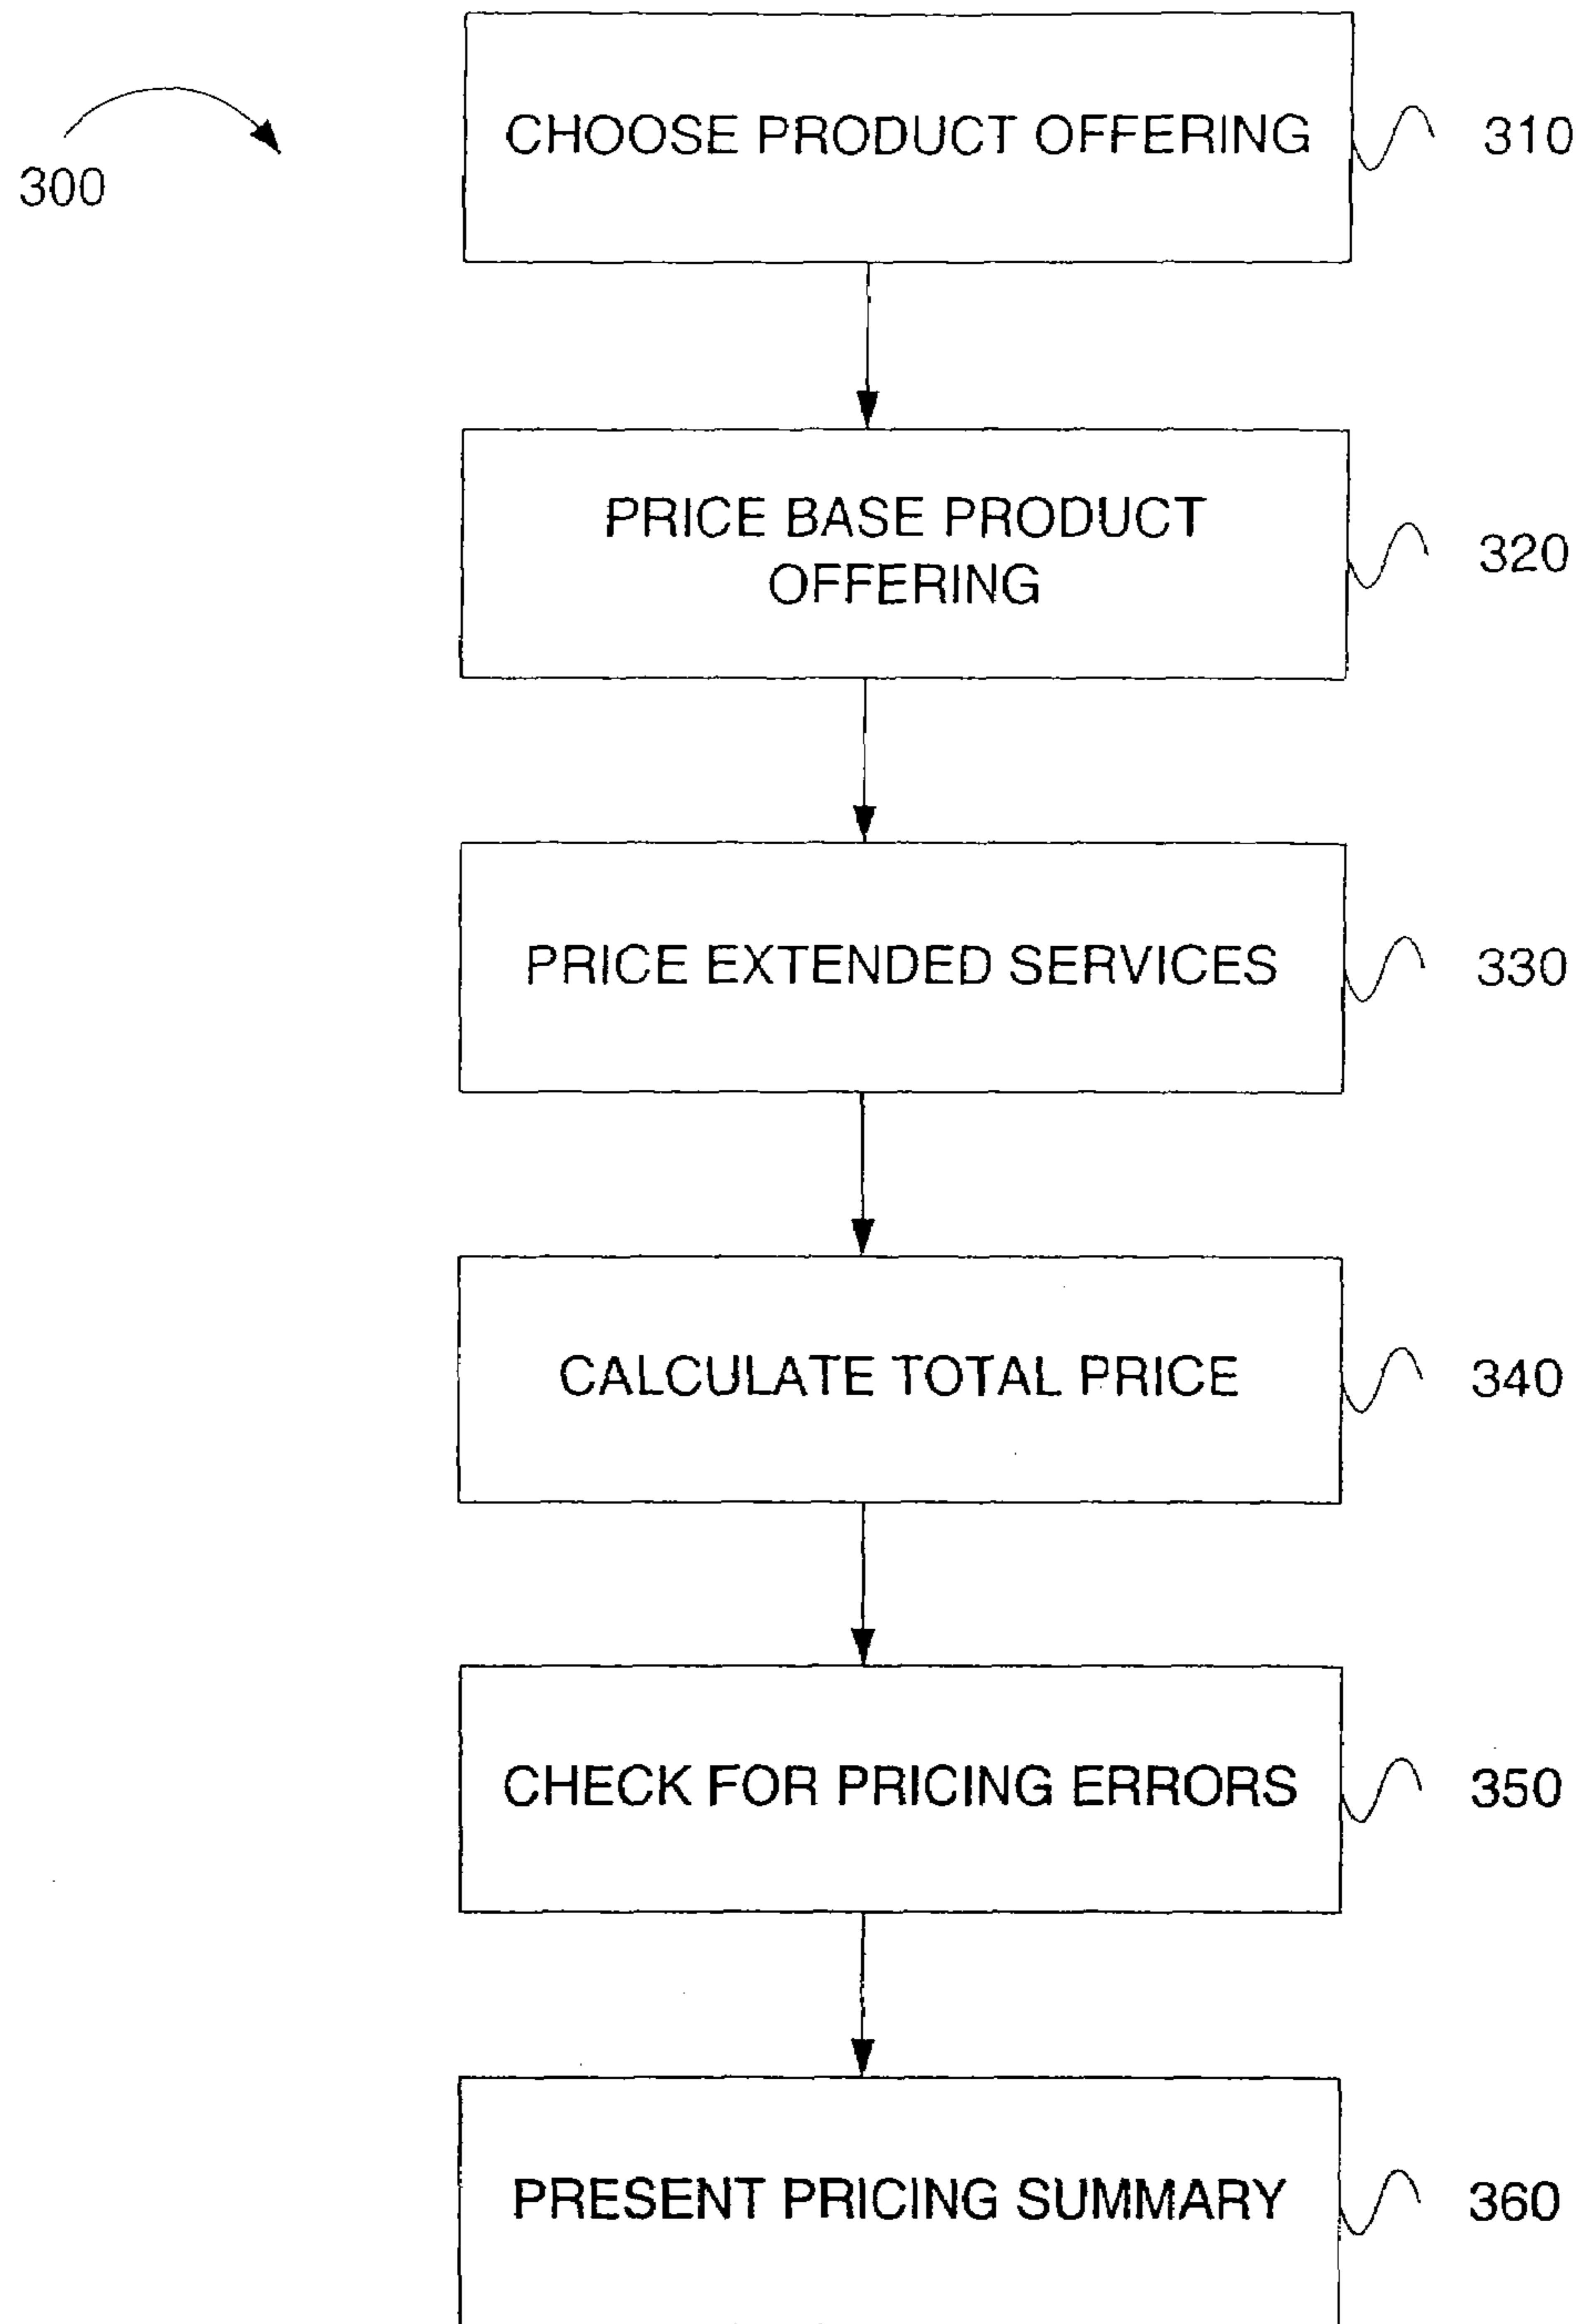 CHOOSE PRODUCT OFFERING
310
300
PRICE BASE PRODUCT
OFFERING
320
PRICE EXTENDED SERVICES
330
CALCULATE TOTAL PRICE
340
CHECK FOR PRICING ERRORS
350
PRESENT PRICING SUMMARY
360